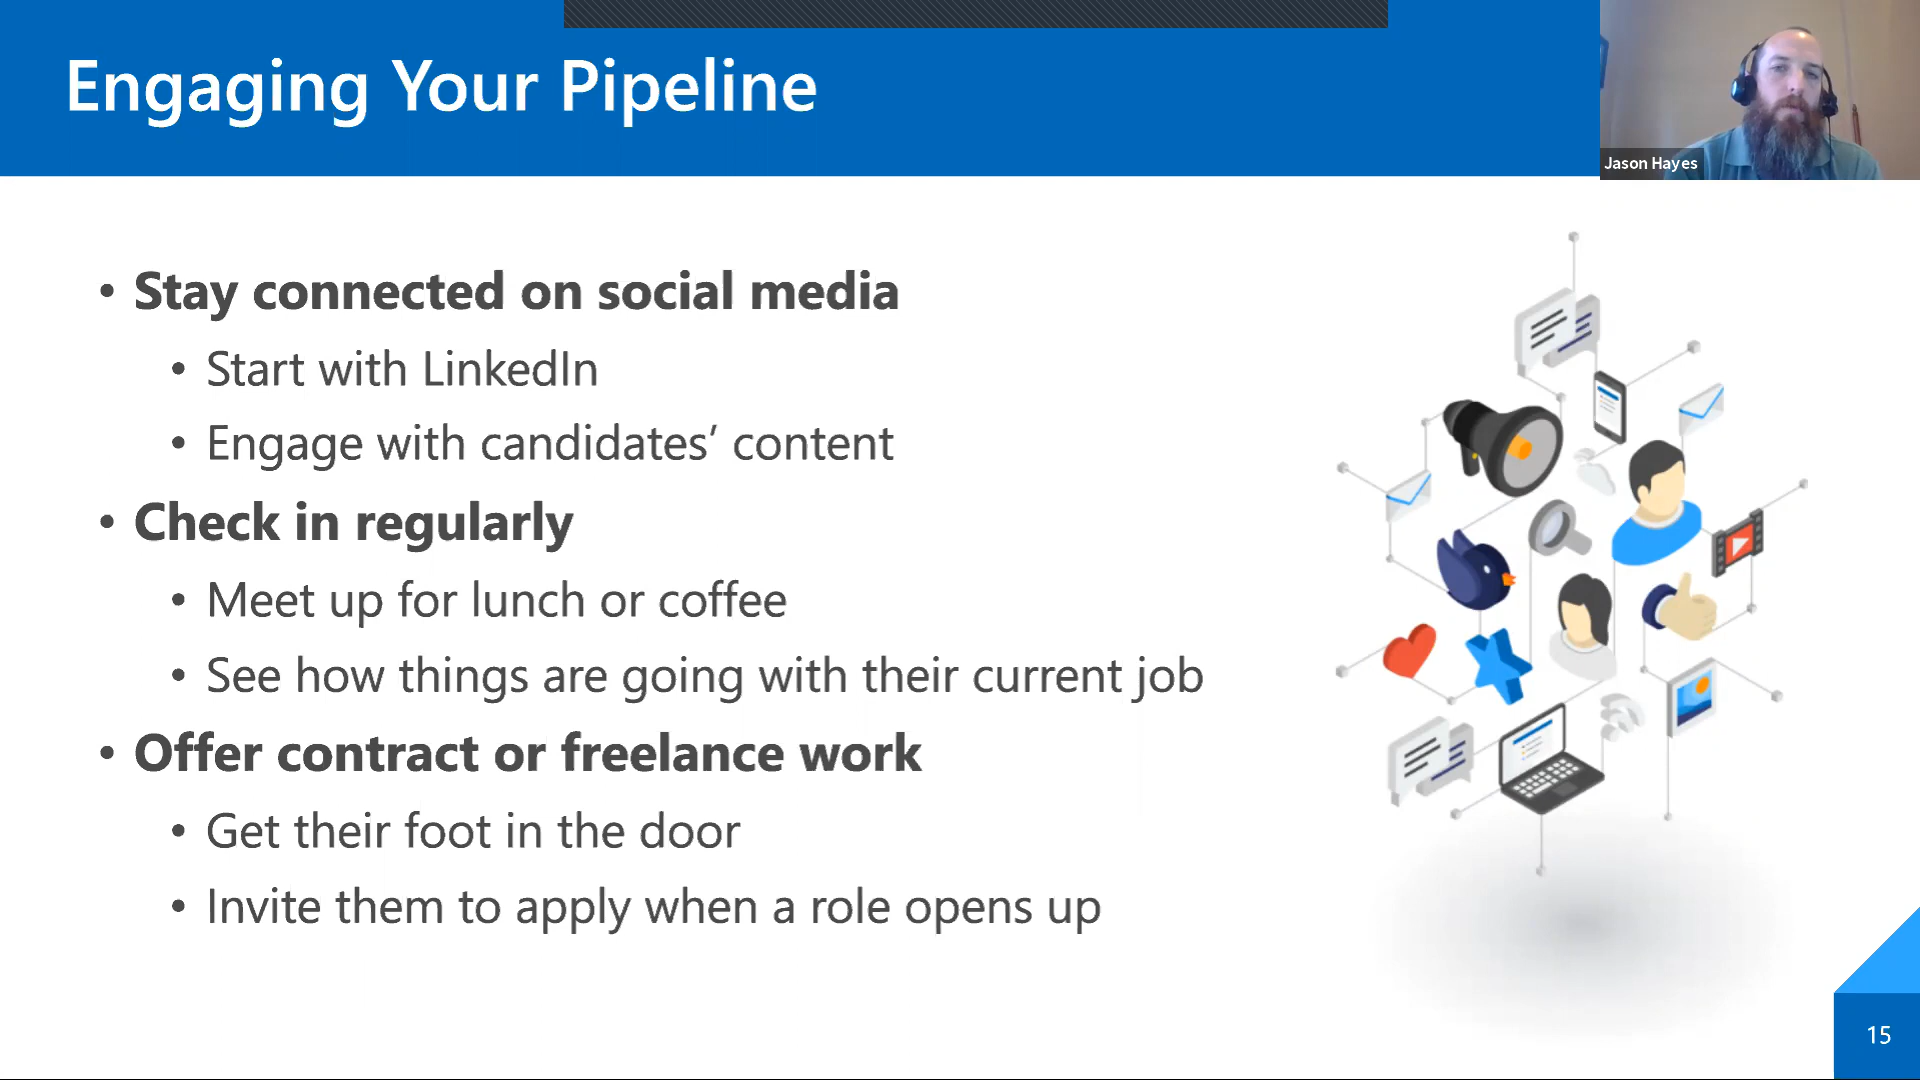 Engaging Your Pipeline
Jason Hayes
• Stay connected on social media
• Start with LinkedIn
• Engage with candidates’ content
• Check in regularly
• Meet up for lunch or coffee
• See how things are going with their current job
• Offer contract or freelance work
• Get their foot in the door
• Invite them to apply when a role opens up
15